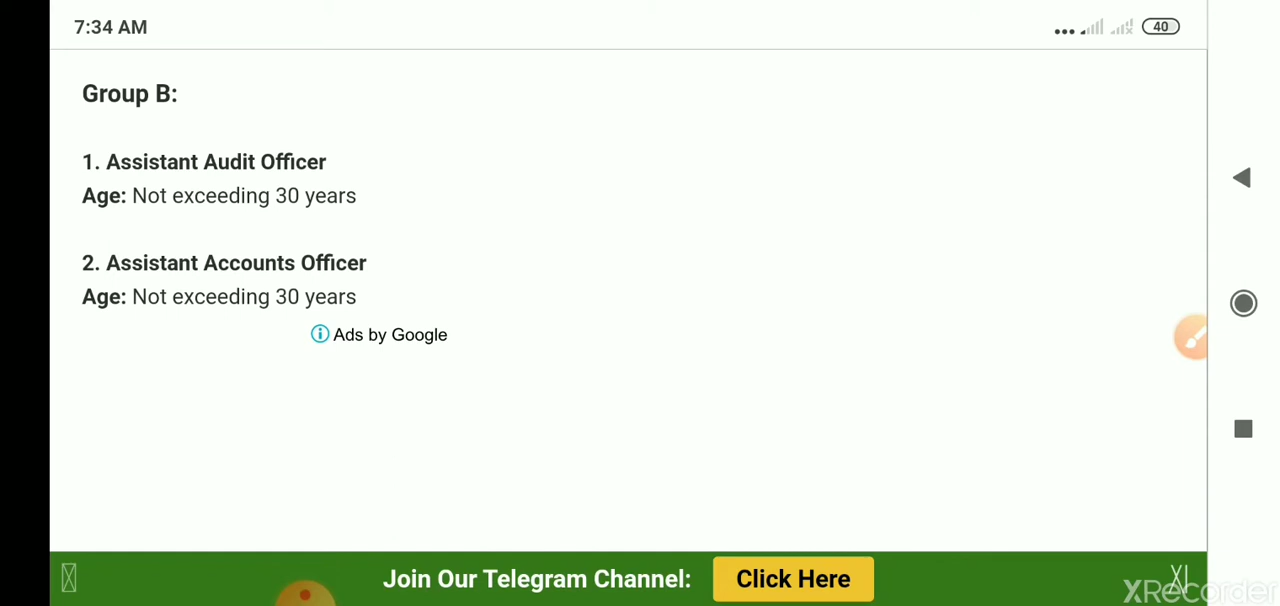 7:34 AM
40
Group B:
1. Assistant Audit Officer
Age: Not exceeding 30 years
2. Assistant Accounts Officer
Age: Not exceeding 30 years
Ads by Google
Join Our Telegram Channel: Click Here
XRecorder